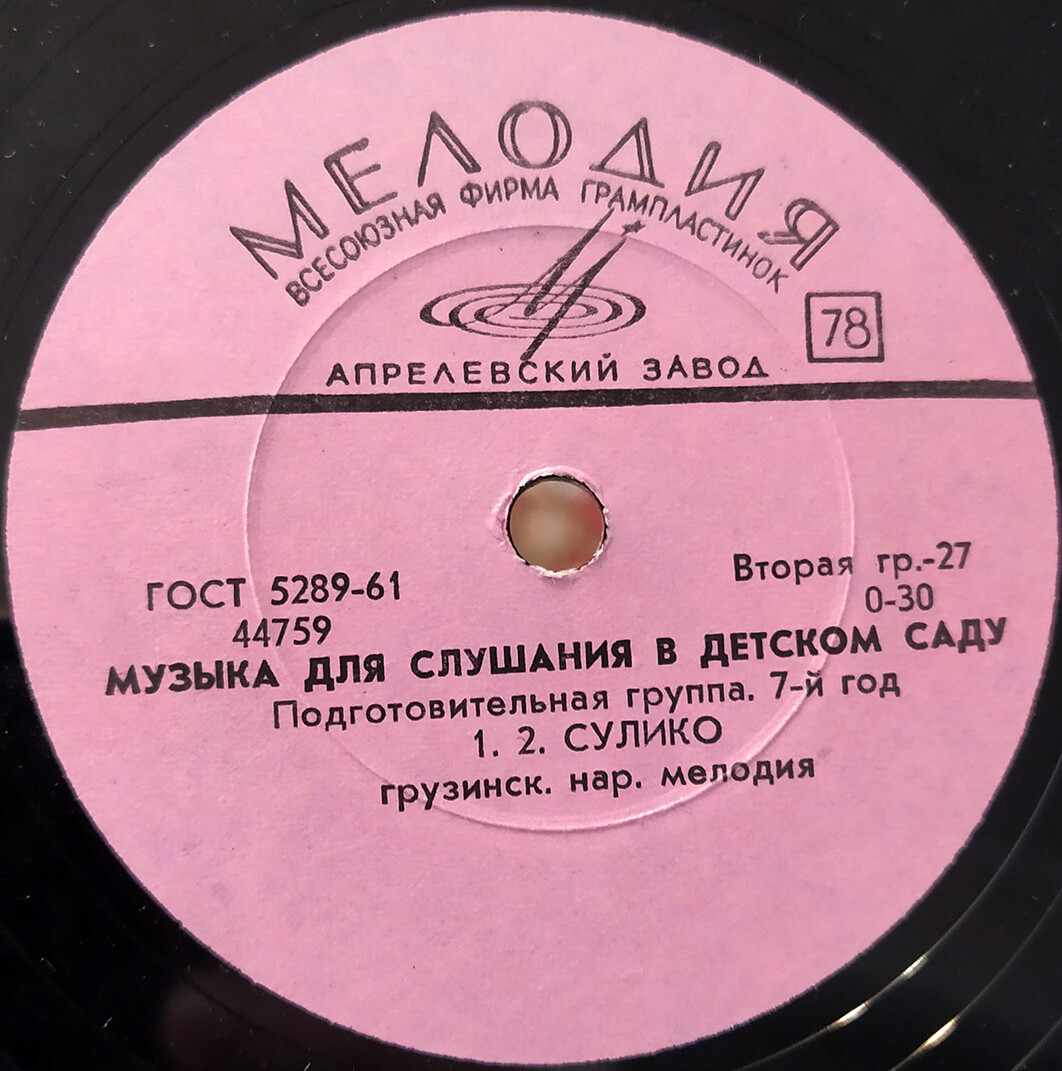 МЕЛОДИЯ
ВСЕСОЮЗНАЯ ФИРМА ГРАМПЛАСТИНОК
78
АПРЕЛЕВСКИЙ ЗАВОД
ГОСТ 5289-61
Вторая гр.-27
44759
0-30
МУЗЫКА ДЛЯ СЛУШАНИЯ В ДЕТСКОМ САДУ
Подготовительная группа. 7-й год
1. 2. СУЛИКО
грузинск. нар. мелодия